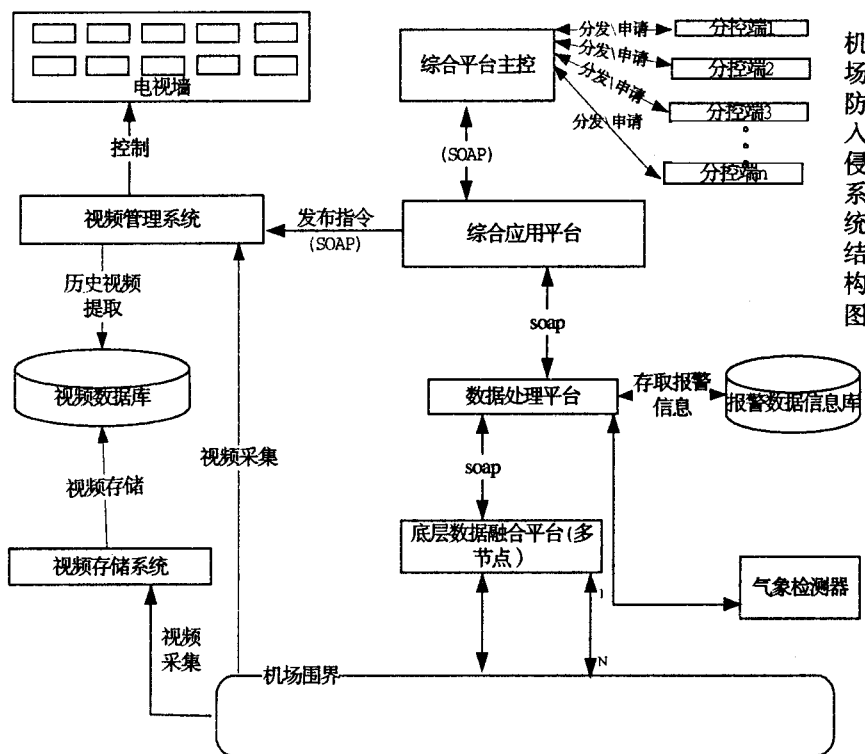 机场防入侵系统结构图
电视墙
控制
视频管理系统
历史视频
提取
视频数据库
视频存储
视频存储系统
视频
采集
视频采集
发布指令
(SOAP)
综合平台主控
(SOAP)
综合应用平台
分发\申请
分控端1
分发\申请
分控端2
分发\申请
分控端3
分发\申请
分控端n
soap
数据处理平台
存取报警
信息
报警数据信息库
soap
底层数据融合平台(多
节点)
1
N
气象检测器
机场围界